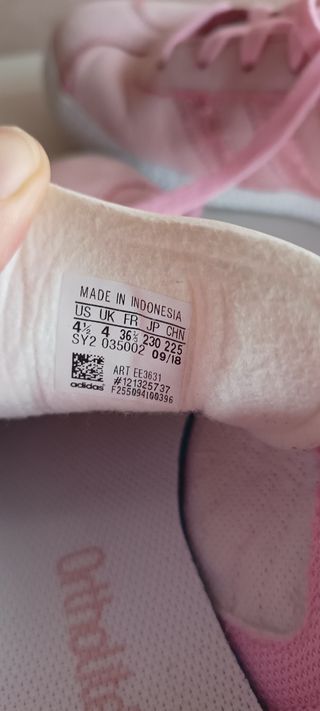 MADE IN INDONESIA
US UK FR JP CHN
4½ 4 36⅔ 230 225
SY2 035002 09/18
ART EE3631
#121325737
adidas F255094100396
Ortholite